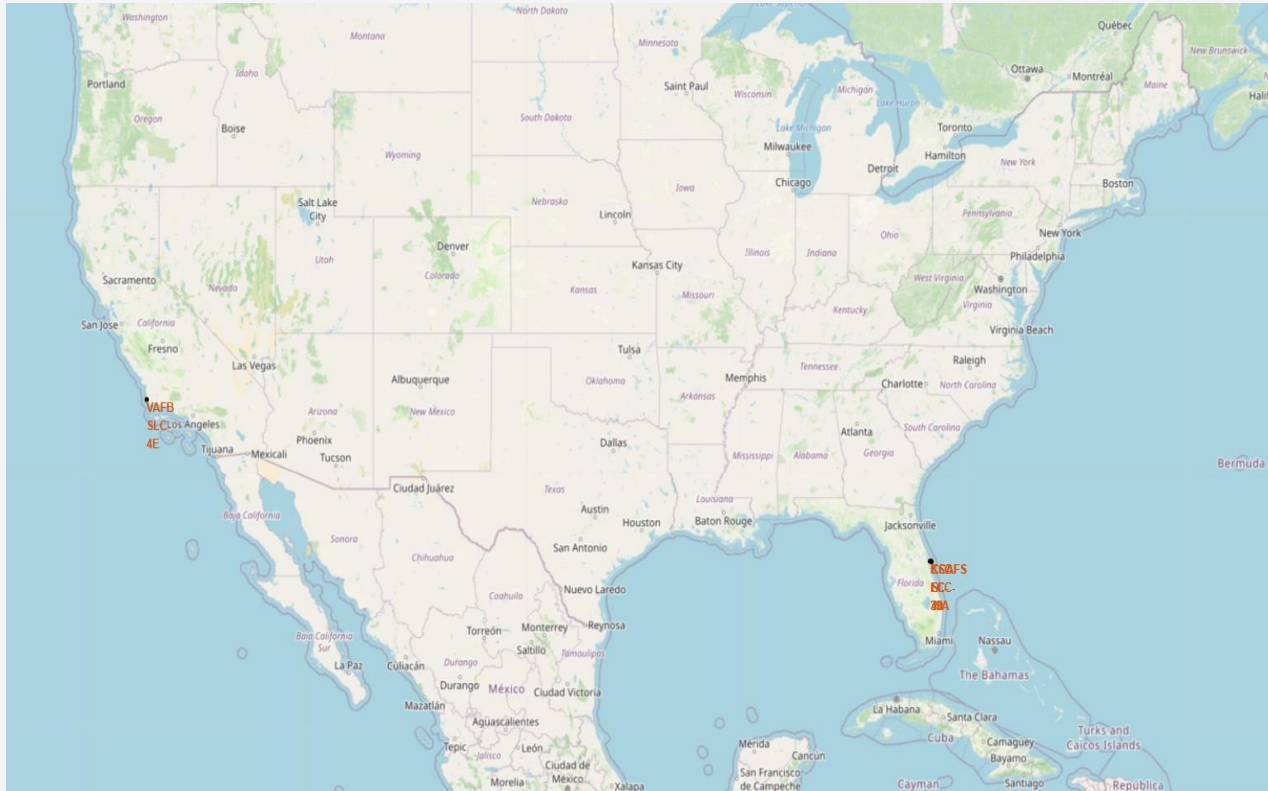 Washington
North Dakota
Lake Superior
Québec
Montana
Minnesota
New Brunswick
Ottawa
Montréal
Portland
Idaho
Saint Paul
Michigan
Maine
Wisconsin
Lake Huron
Oregon
South Dakota
Boise
Lake Michigan
Toronto
Wyoming
Milwaukee
Hamilton
New York
Detroit
Chicago
Boston
Iowa
Salt Lake
City
Nebraska
Lincoln
Pennsylvania
New York
Ohio
Denver
Utah
Illinois
Indiana
Philadelphia
Kansas City
Colorado
Sacramento
Nevada
Kansas
Missouri
West Virginia
Washington
Virginia
Kentucky
San Jose
California
Virginia Beach
Fresno
Tulsa
Las Vegas
Raleigh
Tennessee
Albuquerque
Oklahoma
Memphis
Charlotte
North Carolina
Arkansas
VAFB
SLC-
4E
Arizona
New Mexico
Los Angeles
South Carolina
Atlanta
Phoenix
Dallas
Tijuana
Mexicali
Mississippi
Alabama
Georgia
Tucson
Bermuda
Ciudad Juárez
Texas
Louisiana
Austin
Baja California
Houston
Baton Rouge
Jacksonville
Sonora
San Antonio
Chihuahua
Florida
Nuevo Laredo
Coahuila
Reynosa
Torreón
Monterrey
Baja California
Sur
Saltillo
Tamaulipas
Miami
Nassau
La Paz
Culiacán
Durango
The Bahamas
Durango
México
Ciudad Victoria
Mazatlán
La Habana
Santa Clara
Aguascalientes
Turks and
Caicos Islands
Cuba
Camagüey
Tepic
León
Mérida
Cancún
Bayamo
Jalisco
Ciudad de
México
San Francisco
de Campeche
Morelia
Xalapa
Cayman
Santiago
República